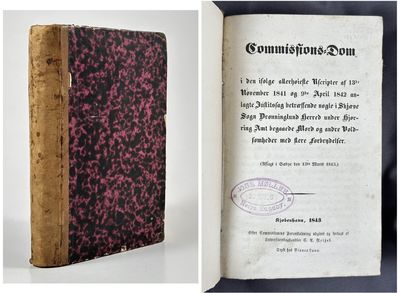 Commissions-Dom
i den ifølge allerhøieste Rescripter af 13de
November 1841 og 9de April 1842 an-
lagte Justitssag betræffende nogle i Skjøve
Sogn Dronninglund Herred under Hjør-
ring Amt begaaede Mord og andre Vold-
somheder med flere Forbrydelser.
(Afsagt i Sæbye den 13de Marts 1843.)
Kjøbenhavn, 1843
Efter Commissionens Foranstaltning udgivet og forlagt af
Universitetsboghandler C. A. Reitzel
Trykt hos Bianco Luno